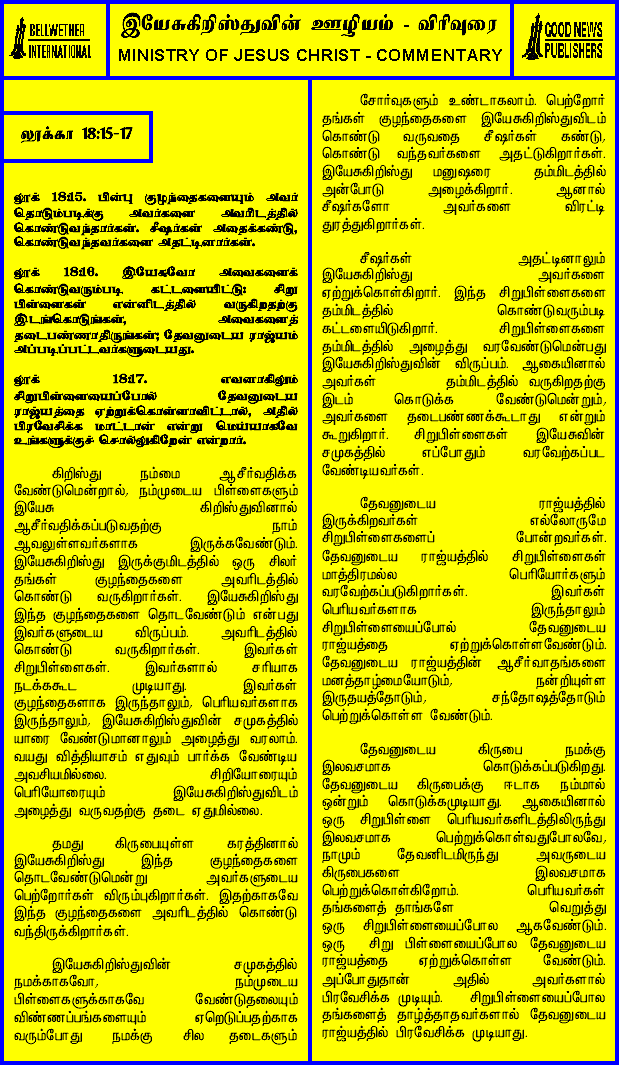 BELLWETHER
INTERNATIONAL
இயேசுகிறிஸ்துவின் ஊழியம் - விரிவுரை
MINISTRY OF JESUS CHRIST - COMMENTARY
GOOD NEWS
PUBLISHERS
லூக்கா 18:15-17
லூக் 18:15. பின்பு குழந்தைகளையும் அவர்
தொடும்படிக்கு அவர்களை அவரிடத்தில்
கொண்டுவந்தார்கள். சீஷர்கள் அதைக்கண்டு,
கொண்டுவந்தவர்களை அதட்டினார்கள்.
லூக் 18:16. இயேசுவோ அவைகளைக்
கொண்டுவரும்படி கட்டளையிட்டு: சிறு
பிள்ளைகள் என்னிடத்தில் வருகிறதற்கு
இடங்கொடுங்கள், அவைகளைத்
தடைபண்ணாதிருங்கள்; தேவனுடைய ராஜ்யம்
அப்படிப்பட்டவர்களுடையது.
லூக் 18:17. எவனாகிலும்
சிறுபிள்ளையைப்போல் தேவனுடைய
ராஜ்யத்தை ஏற்றுக்கொள்ளாவிட்டால், அதில்
பிரவேசிக்க மாட்டான் என்று மெய்யாகவே
உங்களுக்குச் சொல்லுகிறேன் என்றார்.
கிறிஸ்து நம்மை ஆசீர்வதிக்க
வேண்டுமென்றால், நம்முடைய பிள்ளைகளும்
இயேசு கிறிஸ்துவினால்
ஆசீர்வதிக்கப்படுவதற்கு நாம்
ஆவலுள்ளவர்களாக இருக்கவேண்டும்.
இயேசுகிறிஸ்து இருக்குமிடத்தில் ஒரு சிலர்
தங்கள் குழந்தைகளை அவரிடத்தில்
கொண்டு வருகிறார்கள். இயேசுகிறிஸ்து
இந்த குழந்தைகளை தொடவேண்டும் என்பது
இவர்களுடைய விருப்பம். அவரிடத்தில்
கொண்டு வருகிறார்கள். இவர்கள்
சிறுபிள்ளைகள். இவர்களால் சரியாக
நடக்ககூட முடியாது. இவர்கள்
குழந்தைகளாக இருந்தாலும், பெரியவர்களாக
இருந்தாலும், இயேசுகிறிஸ்துவின் சமுகத்தில்
யாரை வேண்டுமானாலும் அழைத்து வரலாம்.
வயது வித்தியாசம் எதுவும் பார்க்க வேண்டிய
அவசியமில்லை. சிறியோரையும்
பெரியோரையும் இயேசுகிறிஸ்துவிடம்
அழைத்து வருவதற்கு தடை ஏதுமில்லை.
தமது கிருபையுள்ள கரத்தினால்
இயேசுகிறிஸ்து இந்த குழந்தைகளை
தொடவேண்டுமென்று அவர்களுடைய
பெற்றோர்கள் விரும்புகிறார்கள். இதற்காகவே
இந்த குழந்தைகளை அவரிடத்தில் கொண்டு
வந்திருக்கிறார்கள்.
இயேசுகிறிஸ்துவின் சமுகத்தில்
நமக்காகவோ, நம்முடைய
பிள்ளைகளுக்காகவே வேண்டுதலையும்
விண்ணப்பங்களையும் ஏறெடுப்பதற்காக
வரும்போது நமக்கு சில தடைகளும்
சோர்வுகளும் உண்டாகலாம். பெற்றோர்
தங்கள் குழந்தைகளை இயேசுகிறிஸ்துவிடம்
கொண்டு வருவதை சீஷர்கள் கண்டு,
கொண்டு வந்தவர்களை அதட்டுகிறார்கள்.
இயேசுகிறிஸ்து மனுஷரை தம்மிடத்தில்
அன்போடு அழைக்கிறார். ஆனால்
சீஷர்களோ அவர்களை விரட்டி
துரத்துகிறார்கள்.
சீஷர்கள் அதட்டினாலும்
இயேசுகிறிஸ்து அவர்களை
ஏற்றுக்கொள்கிறார். இந்த சிறுபிள்ளைகளை
தம்மிடத்தில் கொண்டுவரும்படி
கட்டளையிடுகிறார். சிறுபிள்ளைகளை
தம்மிடத்தில் அழைத்து வரவேண்டுமென்பது
இயேசுகிறிஸ்துவின் விருப்பம். ஆகையினால்
அவர்கள் தம்மிடத்தில் வருகிறதற்கு
இடம் கொடுக்க வேண்டுமென்றும்,
அவர்களை தடைபண்ணக்கூடாது என்றும்
கூறுகிறார். சிறுபிள்ளைகள் இயேசுவின்
சமுகத்தில் எப்போதும் வரவேற்கப்பட
வேண்டியவர்கள்.
தேவனுடைய ராஜ்யத்தில்
இருக்கிறவர்கள் எல்லோருமே
சிறுபிள்ளைகளைப் போன்றவர்கள்.
தேவனுடைய ராஜ்யத்தில் சிறுபிள்ளைகள்
மாத்திரமல்ல பெரியோர்களும்
வரவேற்கப்படுகிறார்கள். இவர்கள்
பெரியவர்களாக இருந்தாலும்
சிறுபிள்ளையைப்போல் தேவனுடைய
ராஜ்யத்தை ஏற்றுக்கொள்ளவேண்டும்.
தேவனுடைய ராஜ்யத்தின் ஆசீர்வாதங்களை
மனத்தாழ்மையோடும், நன்றியுள்ள
இருதயத்தோடும், சந்தோஷத்தோடும்
பெற்றுக்கொள்ள வேண்டும்.
தேவனுடைய கிருபை நமக்கு
இலவசமாக கொடுக்கப்படுகிறது.
தேவனுடைய கிருபைக்கு ஈடாக நம்மால்
ஒன்றும் கொடுக்கமுடியாது. ஆகையினால்
ஒரு சிறுபிள்ளை பெரியவர்களிடத்திலிருந்து
இலவசமாக பெற்றுக்கொள்வதுபோலவே,
நாமும் தேவனிடமிருந்து அவருடைய
கிருபைகளை இலவசமாக
பெற்றுக்கொள்கிறோம். பெரியவர்கள்
தங்களைத் தாங்களே வெறுத்து
ஒரு சிறுபிள்ளையைப்போல ஆகவேண்டும்.
ஒரு சிறு பிள்ளையைப்போல தேவனுடைய
ராஜ்யத்தை ஏற்றுக்கொள்ள வேண்டும்.
அப்போதுதான் அதில் அவர்களால்
பிரவேசிக்க முடியும். சிறுபிள்ளையைப்போல
தங்களைத் தாழ்த்தாதவர்களால் தேவனுடைய
ராஜ்யத்தில் பிரவேசிக்க முடியாது.